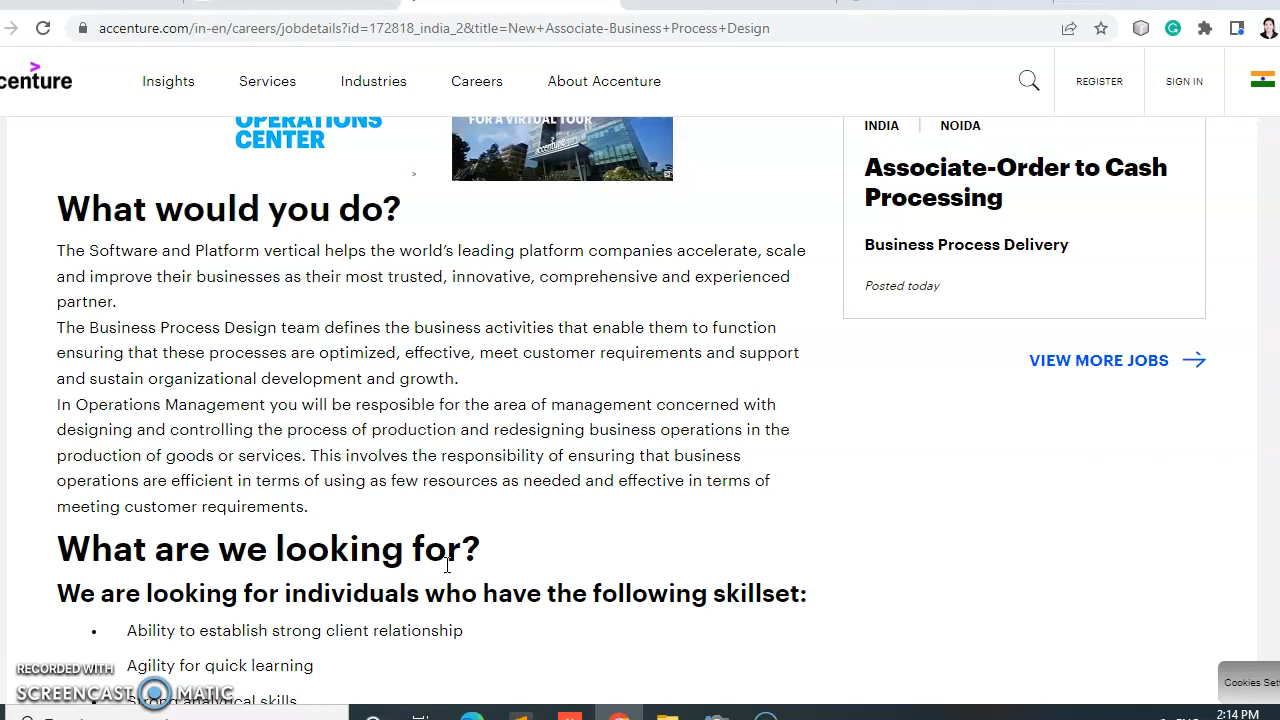 accenture.com/in-en/careers/jobdetails?id=172818_india_2&title=New+Associate-Business+Process+Design
centure
Insights Services Industries Careers About Accenture REGISTER SIGN IN
OPERATIONS
CENTER
FOR A VIRTUAL TOUR
accenture
>
INDIA | NOIDA
Associate-Order to Cash
Processing
Business Process Delivery
Posted today
VIEW MORE JOBS
What would you do?
The Software and Platform vertical helps the world's leading platform companies accelerate, scale
and improve their businesses as their most trusted, innovative, comprehensive and experienced
partner.
The Business Process Design team defines the business activities that enable them to function
ensuring that these processes are optimized, effective, meet customer requirements and support
and sustain organizational development and growth.
In Operations Management you will be resposible for the area of management concerned with
designing and controlling the process of production and redesigning business operations in the
production of goods or services. This involves the responsibility of ensuring that business
operations are efficient in terms of using as few resources as needed and effective in terms of
meeting customer requirements.
What are we looking for?
We are looking for individuals who have the following skillset:
• Ability to establish strong client relationship
• Agility for quick learning
• Strong analytical skills
RECORDED WITH
SCREENCAST MATIC
Cookies Set
2:14 PM